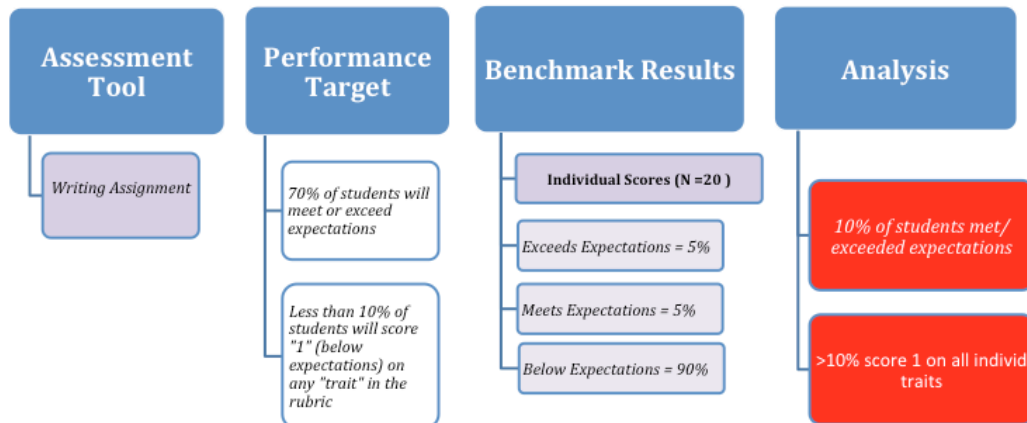 Assessment
Tool
Writing Assignment
Performance
Target
70% of students will
meet or exceed
expectations
Less than 10% of
students will score
"1" (below
expectations) on
any "trait" in the
rubric
Benchmark Results
Individual Scores (N =20 )
Exceeds Expectations = 5%
Meets Expectations = 5%
Below Expectations = 90%
Analysis
10% of students met/
exceeded expectations
>10% score 1 on all individ
traits